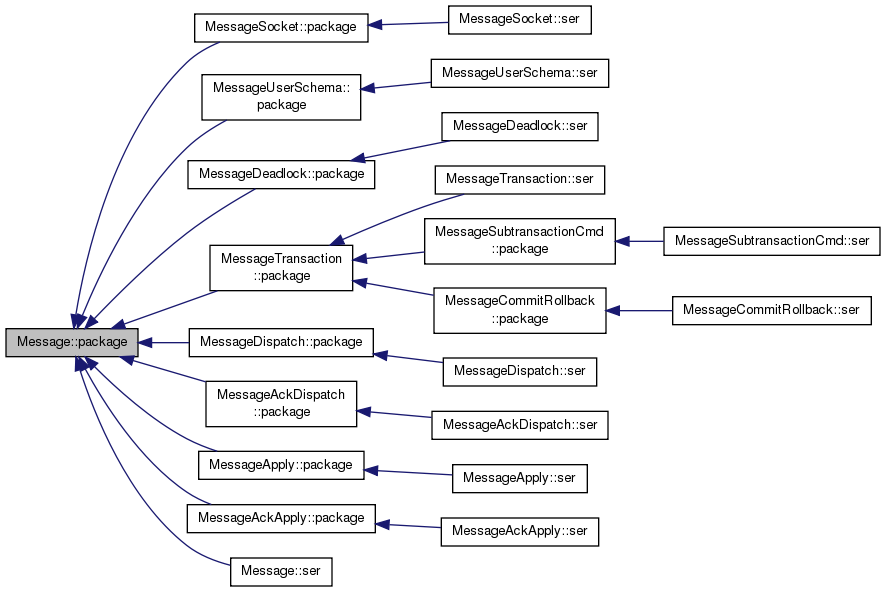 MessageSocket::package
MessageSocket::ser
MessageUserSchema::
package
MessageUserSchema::ser
MessageDeadlock::ser
MessageDeadlock::package
MessageTransaction::ser
MessageTransaction
::package
MessageSubtransactionCmd
::package
MessageSubtransactionCmd::ser
MessageCommitRollback
::package
MessageCommitRollback::ser
Message::package
MessageDispatch::package
MessageDispatch::ser
MessageAckDispatch
::package
MessageAckDispatch::ser
MessageApply::package
MessageApply::ser
MessageAckApply::package
MessageAckApply::ser
Message::ser